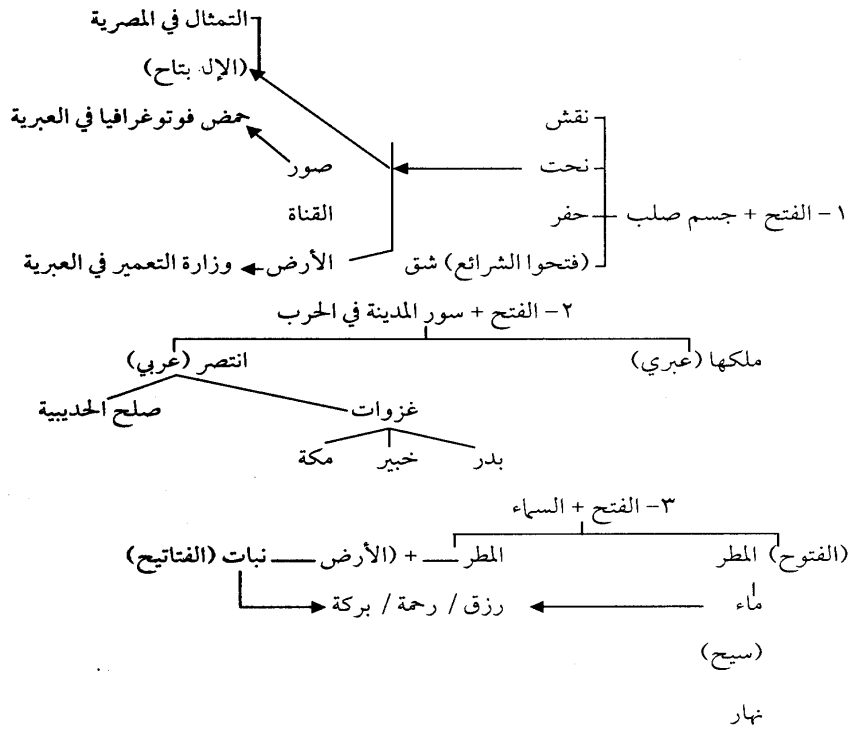 التمثال في المصرية
(الإله بتاح)
نقش حمض فوتوغرافيا في العبرية
نحت صور
١- الفتح + جسم صلب حفر القناة
(فتحوا الشرائع) شق الأرض وزارة التعمير في العبرية
٢- الفتح + سور المدينة في الحرب
ملكها (عبري) انتصر (عربي)
غزوات صلح الحديبية
بدر خبير مكة
٣- الفتح + السماء
(الفتوح) المطر المطر + (الأرض نبات (الفتاتيح)
ماء رزق / رحمة / بركة
(سيح)
نهار